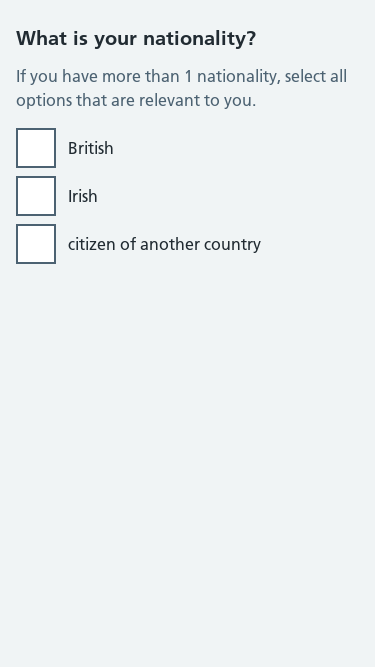 What is your nationality?
If you have more than 1 nationality, select all
options that are relevant to you.
British
Irish
citizen of another country